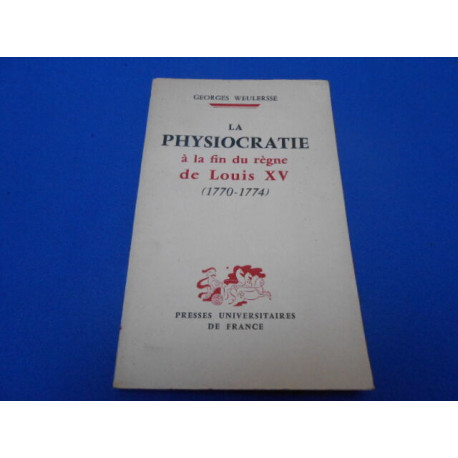 GEORGES WEULERSSE
LA
PHYSIOCRATIE
à la fin du règne
de Louis XV
(1770-1774)
PRESSES UNIVERSITAIRES
DE FRANCE